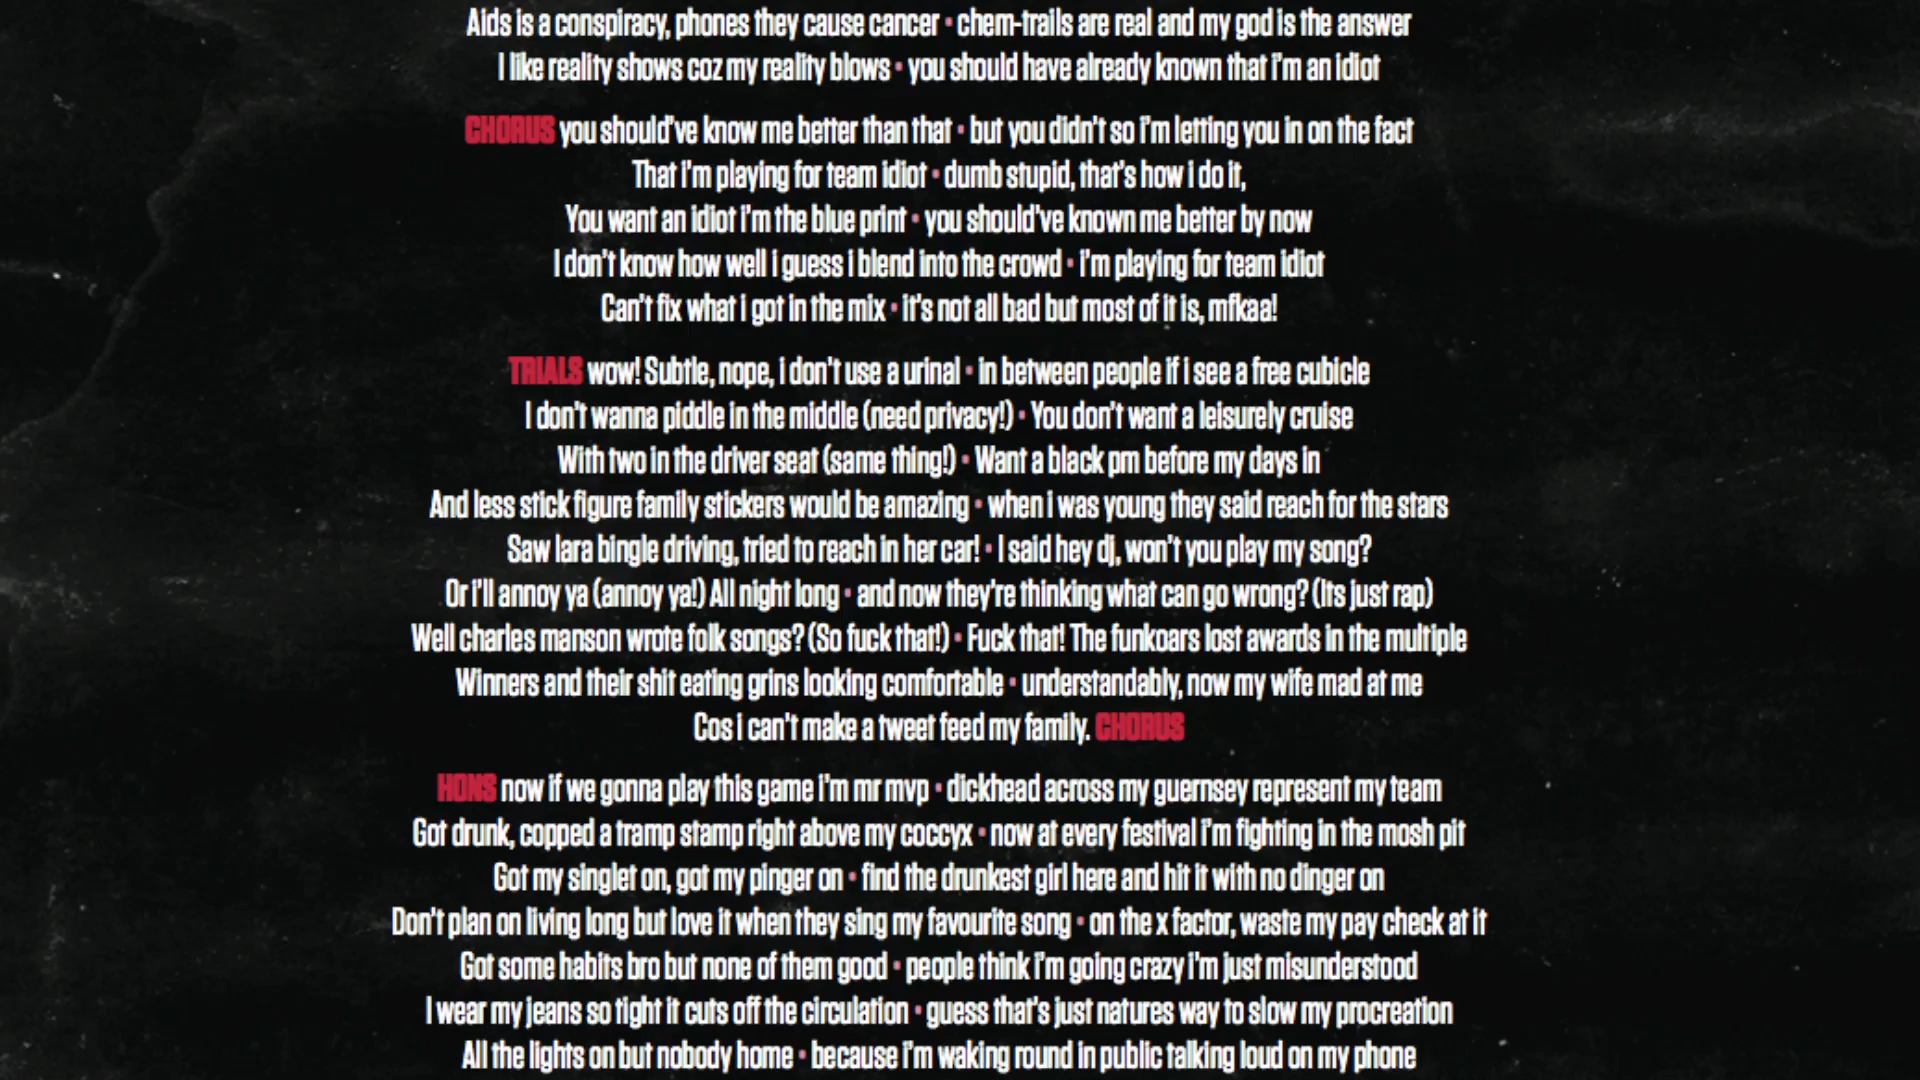 Aids is a conspiracy, phones they cause cancer • chem-trails are real and my god is the answer
I like reality shows coz my reality blows • you should have already known that i'm an idiot
CHORUS you should've know me better than that • but you didn't so i'm letting you in on the fact
That i'm playing for team idiot • dumb stupid, that's how i do it,
You want an idiot i'm the blue print • you should've known me better by now
I don't know how well i guess i blend into the crowd • i'm playing for team idiot
Can't fix what i got in the mix • it's not all bad but most of it is, mfkaa!
TRIALS wow! Subtle, nope, i don't use a urinal • in between people if i see a free cubicle
I don't wanna piddle in the middle (need privacy!) • You don't want a leisurely cruise
With two in the driver seat (same thing!) • Want a black pm before my days in
And less stick figure family stickers would be amazing • when i was young they said reach for the stars
Saw lara bingle driving, tried to reach in her car! • I said hey dj, won't you play my song?
Or i'll annoy ya (annoy ya!) All night long • and now they're thinking what can go wrong? (Its just rap)
Well charles manson wrote folk songs? (So fuck that!) • Fuck that! The funkoars lost awards in the multiple
Winners and their shit eating grins looking comfortable • understandably, now my wife mad at me
Cos i can't make a tweet feed my family. CHORUS
HONS now if we gonna play this game i'm mr mvp • dickhead across my guernsey represent my team
Got drunk, copped a tramp stamp right above my coccyx • now at every festival i'm fighting in the mosh pit
Got my singlet on, got my pinger on • find the drunkest girl here and hit it with no dinger on
Don't plan on living long but love it when they sing my favourite song • on the x factor, waste my pay check at it
Got some habits bro but none of them good • people think i'm going crazy i'm just misunderstood
I wear my jeans so tight it cuts off the circulation • guess that's just natures way to slow my procreation
All the lights on but nobody home • because i'm waking round in public talking loud on my phone